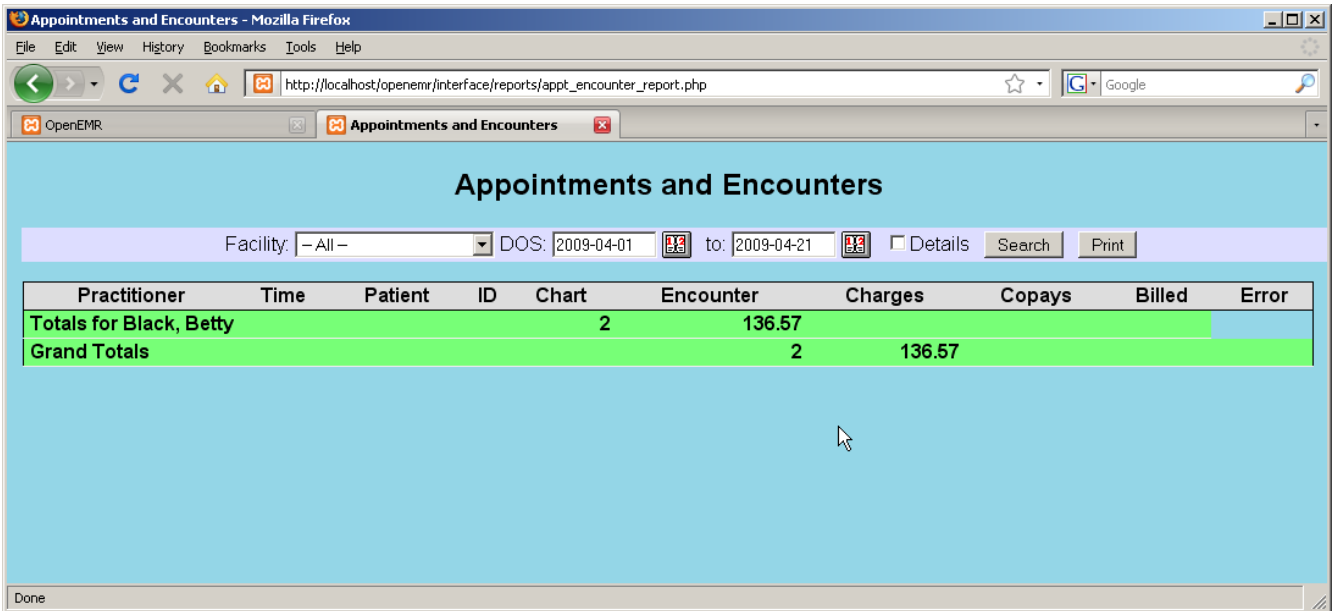 Appointments and Encounters - Mozilla Firefox
File Edit View History Bookmarks Tools Help
http://localhost/openemr/interface/reports/appt_encounter_report.php G Google
OpenEMR Appointments and Encounters
Appointments and Encounters
Facility: -- All -- DOS: 2009-04-01 to: 2009-04-21 Details Search Print
Practitioner Time Patient ID Chart Encounter Charges Copays Billed Error
Totals for Black, Betty 2 136.57
Grand Totals 2 136.57
Done